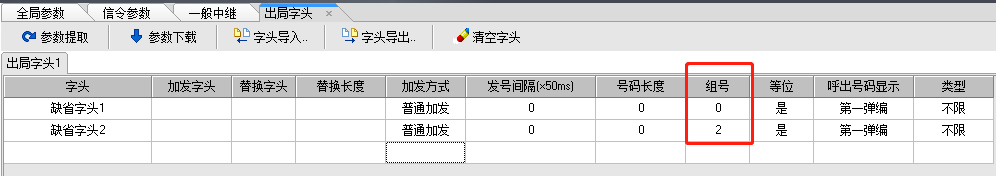 全局参数 信令参数 一般中继 出局字头 ×
参数提取 参数下载 字头导入.. 字头导出.. 清空字头
出局字头1
字头 加发字头 替换字头 替换长度 加发方式 发号间隔(×50ms) 号码长度 组号 等位 呼出号码显示 类型
缺省字头1 普通加发 0 0 0 是 第一弹编 不限
缺省字头2 普通加发 0 0 2 是 第一弹编 不限